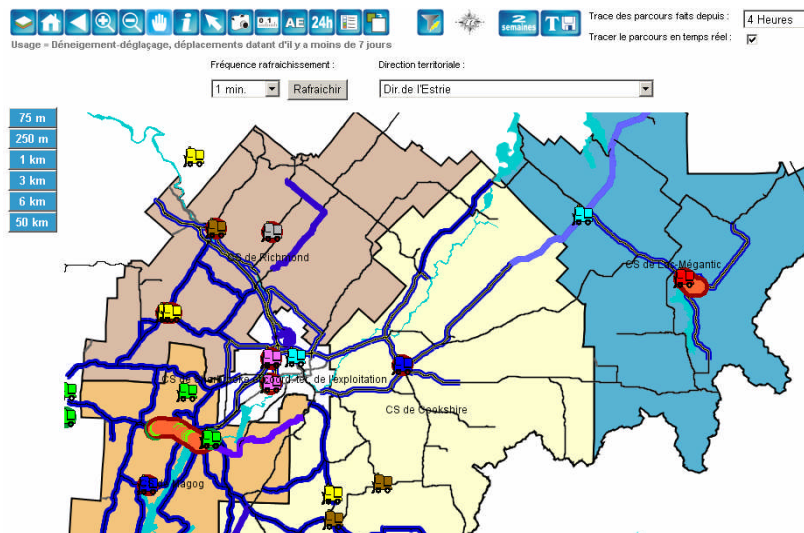 0.1.
AE
24h
2
semaines
T
Trace des parcours faits depuis :
4 Heures
Tracer le parcours en temps réel :
Usage = Déneigement-déglaçage, déplacements datant d'il y a moins de 7 jours
Fréquence rafraichissement :
Direction territoriale :
1 min.
Rafraichir
Dir.de l'Estrie
75 m
250 m
1 km
3 km
6 km
50 km
CS de Richmond
CS de Lac-Mégantic
CS de
de l'exploitation
CS de Cookshire
Magog